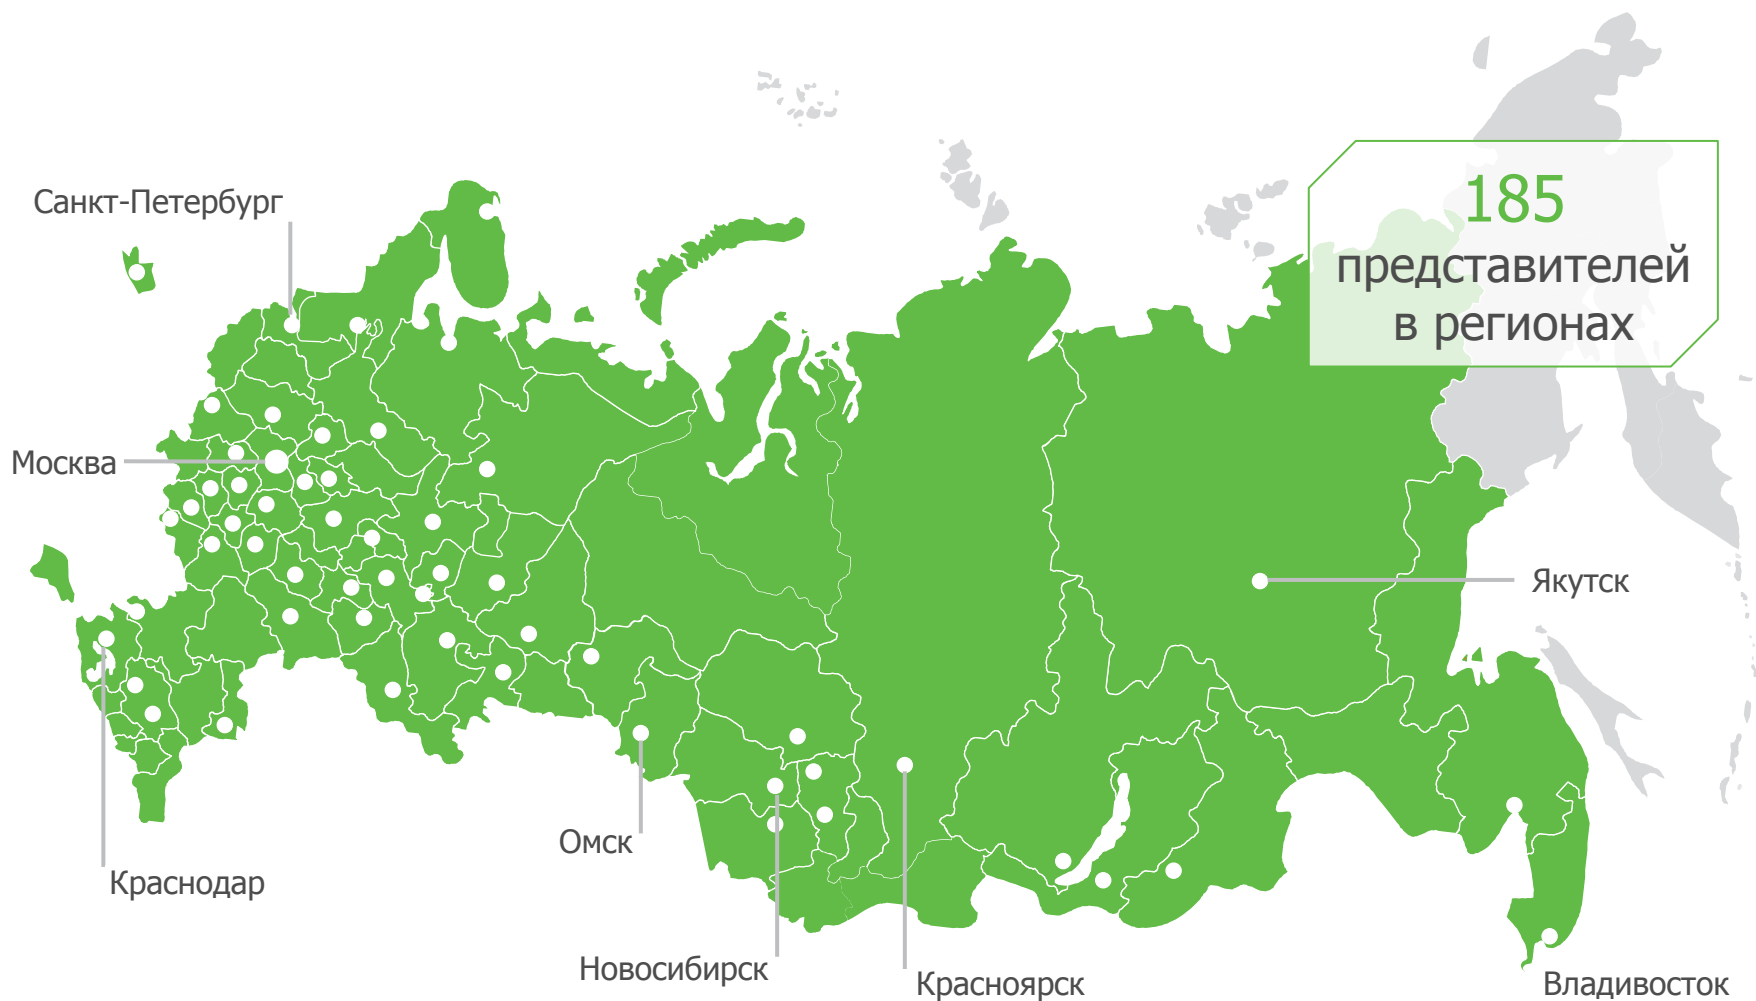 185
представителей
в регионах
Санкт-Петербург
Москва
Якутск
Омск
Краснодар
Новосибирск
Красноярск
Владивосток